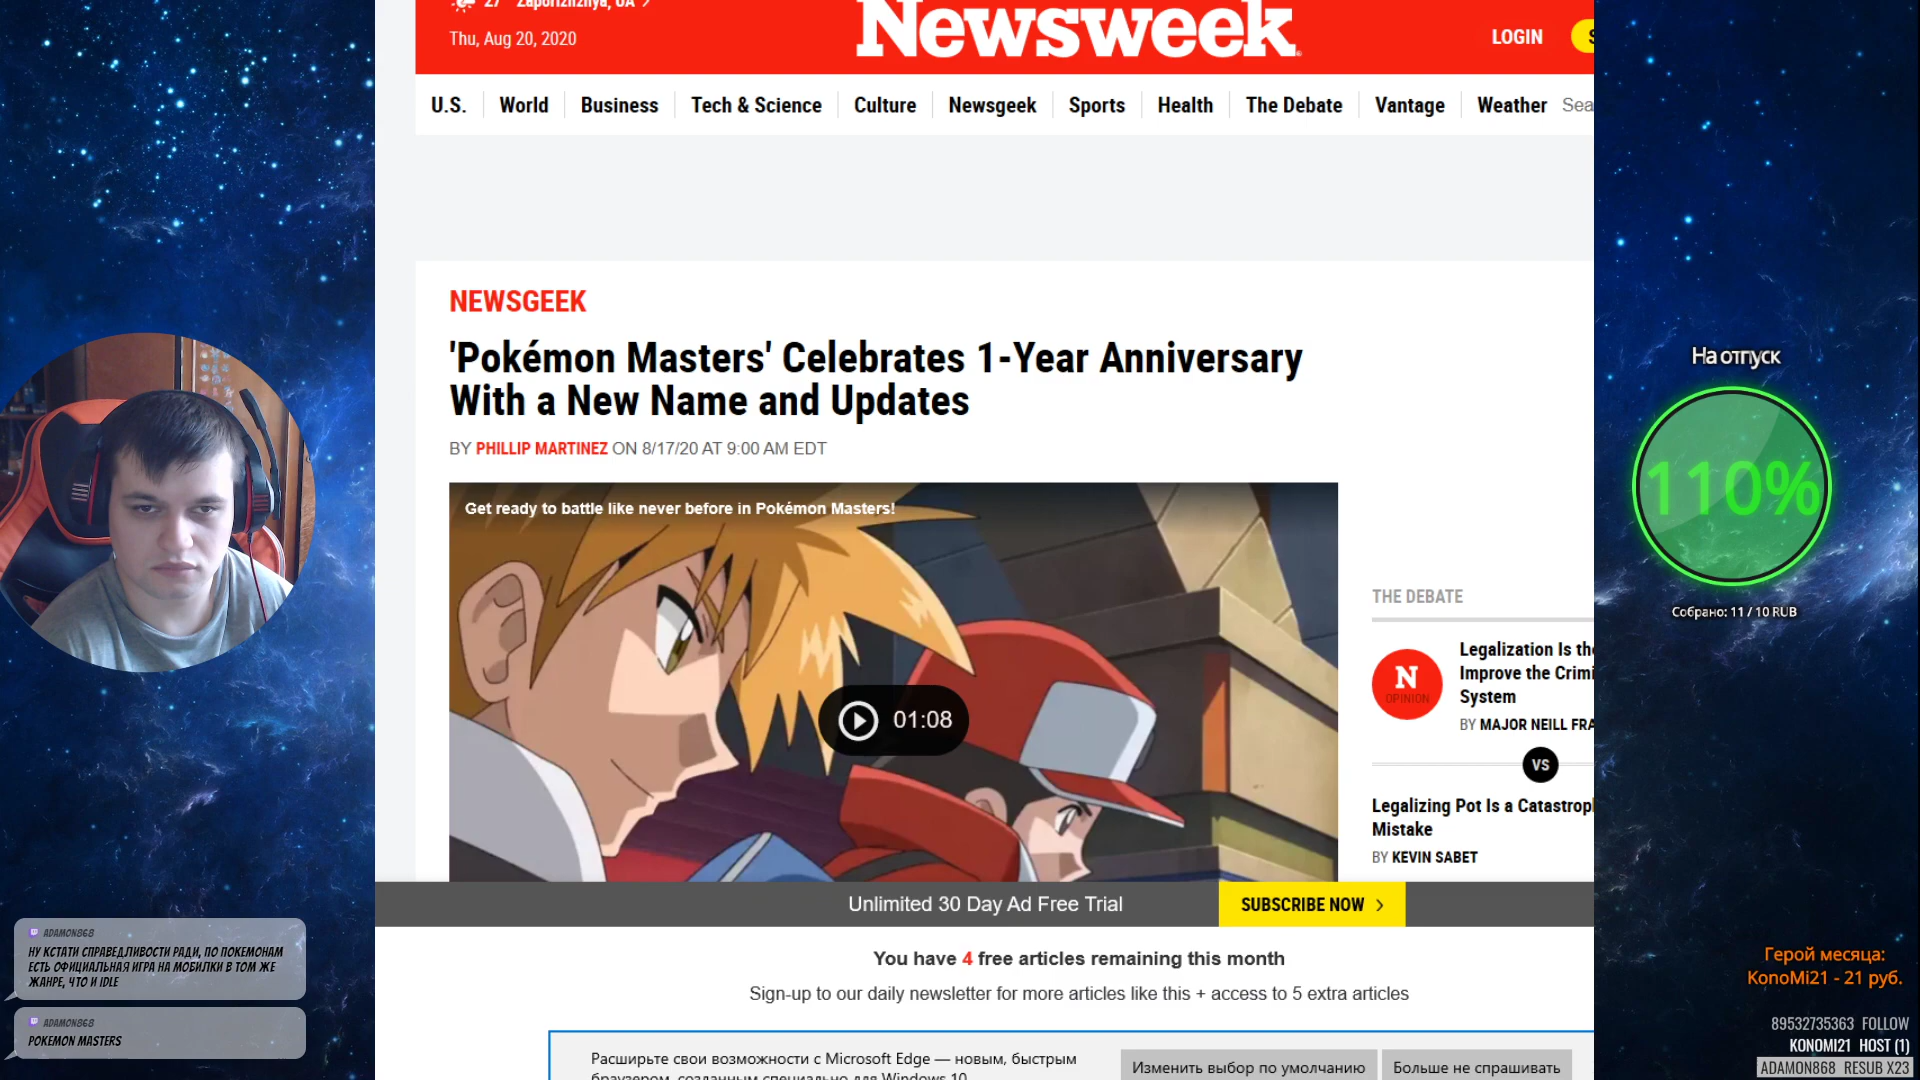 27° Zaporizhzhya, UA
Thu, Aug 20, 2020
Newsweek
LOGIN
U.S.
World
Business
Tech & Science
Culture
Newsgeek
Sports
Health
The Debate
Vantage
Weather
Sea
NEWSGEEK
'Pokémon Masters' Celebrates 1-Year Anniversary
With a New Name and Updates
BY PHILLIP MARTINEZ ON 8/17/20 AT 9:00 AM EDT
Get ready to battle like never before in Pokémon Masters!
01:08
THE DEBATE
N
OPINION
Legalization Is the
Improve the Crimi
System
BY MAJOR NEILL FRA
VS
Legalizing Pot Is a Catastropl
Mistake
BY KEVIN SABET
Unlimited 30 Day Ad Free Trial
SUBSCRIBE NOW
You have 4 free articles remaining this month
Sign-up to our daily newsletter for more articles like this + access to 5 extra articles
Расширьте свои возможности с Microsoft Edge — новым, быстрым
браузером, созданным специально для Windows 10.
Изменить выбор по умолчанию
Больше не спрашивать
ADAMON868
НУ КСТАТИ СПРАВЕДЛИВОСТИ РАДИ, ПО ПОКЕМОНАМ
ЕСТЬ ОФИЦИАЛЬНАЯ ИГРА НА МОБИЛКИ В ТОМ ЖЕ
ЖАНРЕ, ЧТО И IDLE
ADAMON868
POKEMON MASTERS
На отпуск
110%
Собрано: 11 / 10 RUB
Герой месяца:
KonoMi21 - 21 руб.
89532735363 FOLLOW
KONOMI21 HOST (1)
ADAMON868 RESUB X23